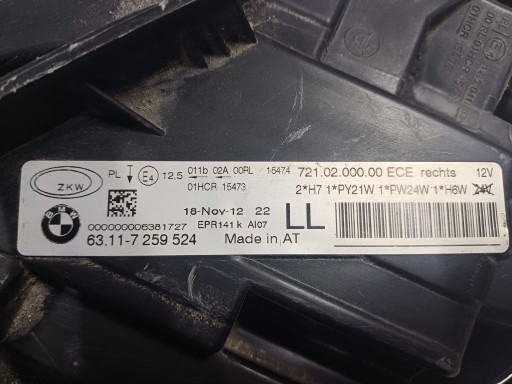 ZKW
PL E4 12,5 011b 02A 00RL 15474
01HCR 15473
721.02.000.00 ECE rechts 12V
2*H7 1*PY21W 1*PW24W 1*H6W 24V
18-Nov-12 22
LL
BMW
000000006381727 EPR141 k AI07
63.11-7 259 524 Made in AT